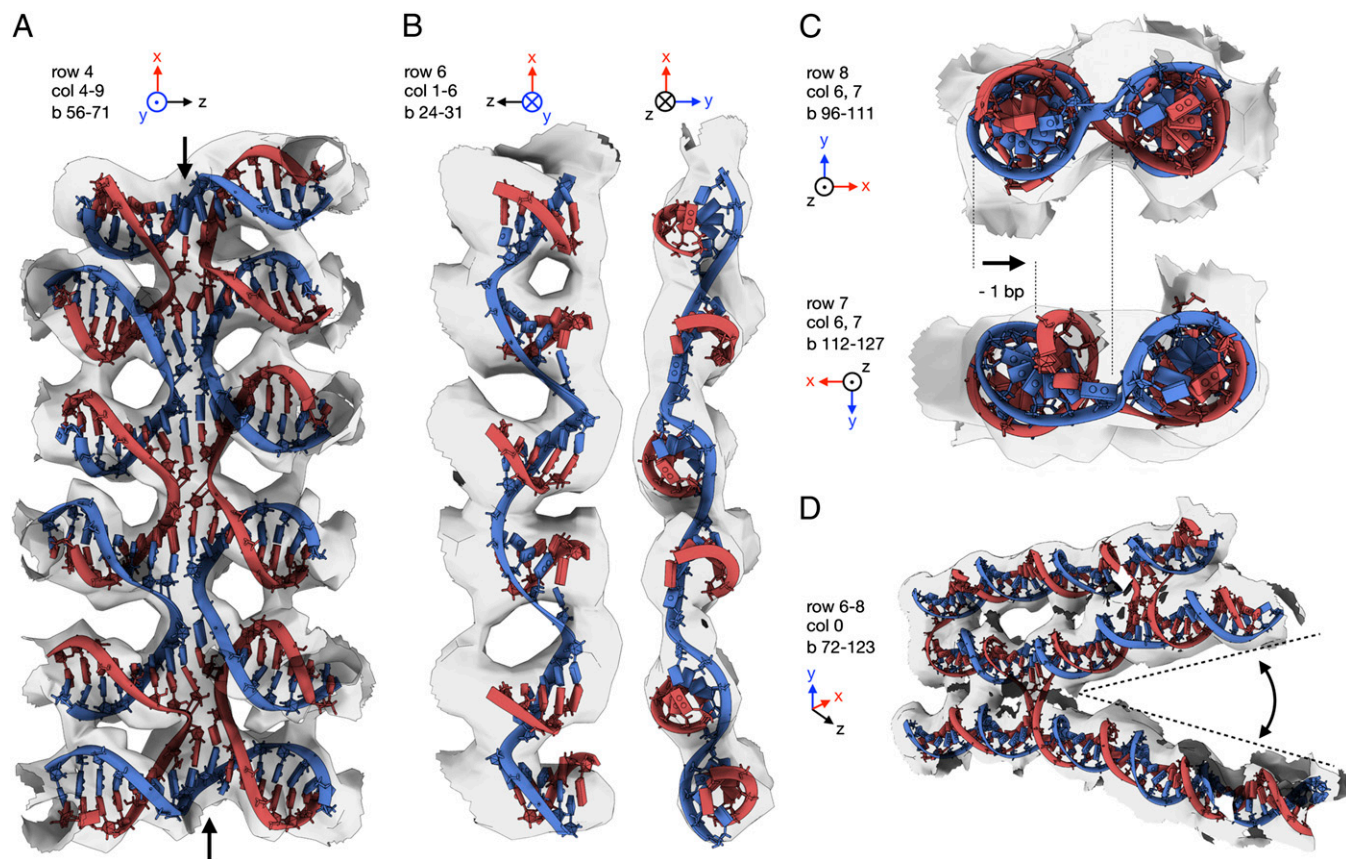 A
row 4
col 4-9
b 56-71
x
y
z
B
row 6
col 1-6
b 24-31
x
z
y
x
z
y
C
row 8
col 6, 7
b 96-111
y
z
x
- 1 bp
row 7
col 6, 7
b 112-127
z
x
y
D
row 6-8
col 0
b 72-123
y
x
z